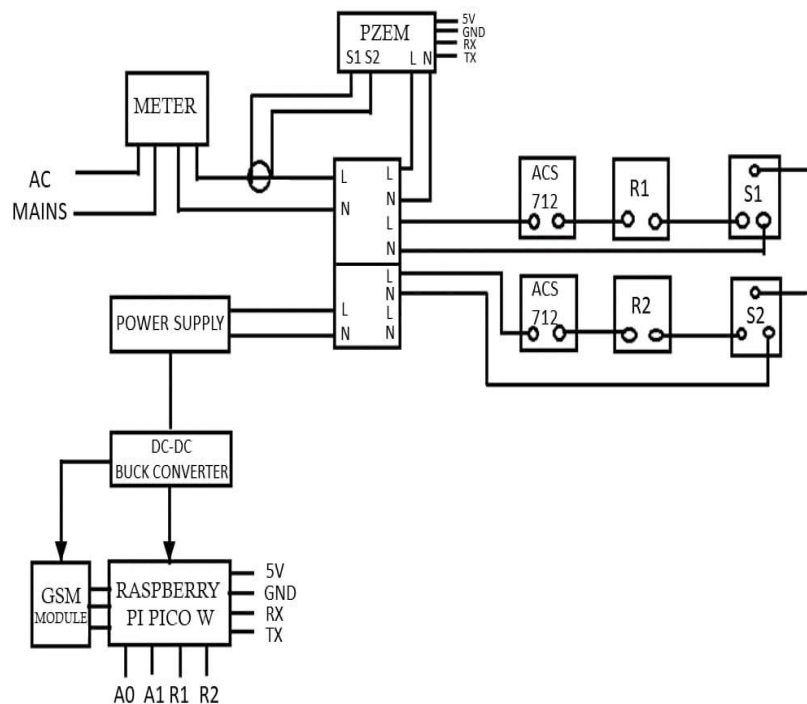 PZEM
S1 S2 L N
5V
GND
RX
TX
METER
AC
MAINS
L
N
L
N
L
N
L
N
L
N
L
N
ACS
712
R1
S1
ACS
712
R2
S2
POWER SUPPLY
DC-DC
BUCK CONVERTER
GSM
MODULE
RASPBERRY
PI PICO W
5V
GND
RX
TX
A0 A1 R1 R2